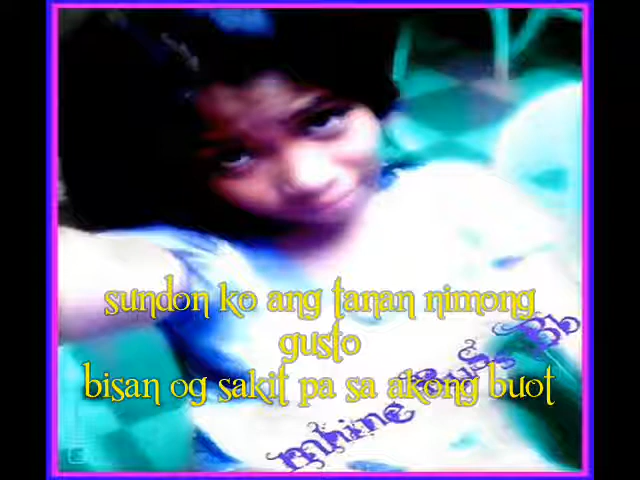 sundon ko ang tanan nimong
gusto
bisan og sakit pa sa akong buot
mhine